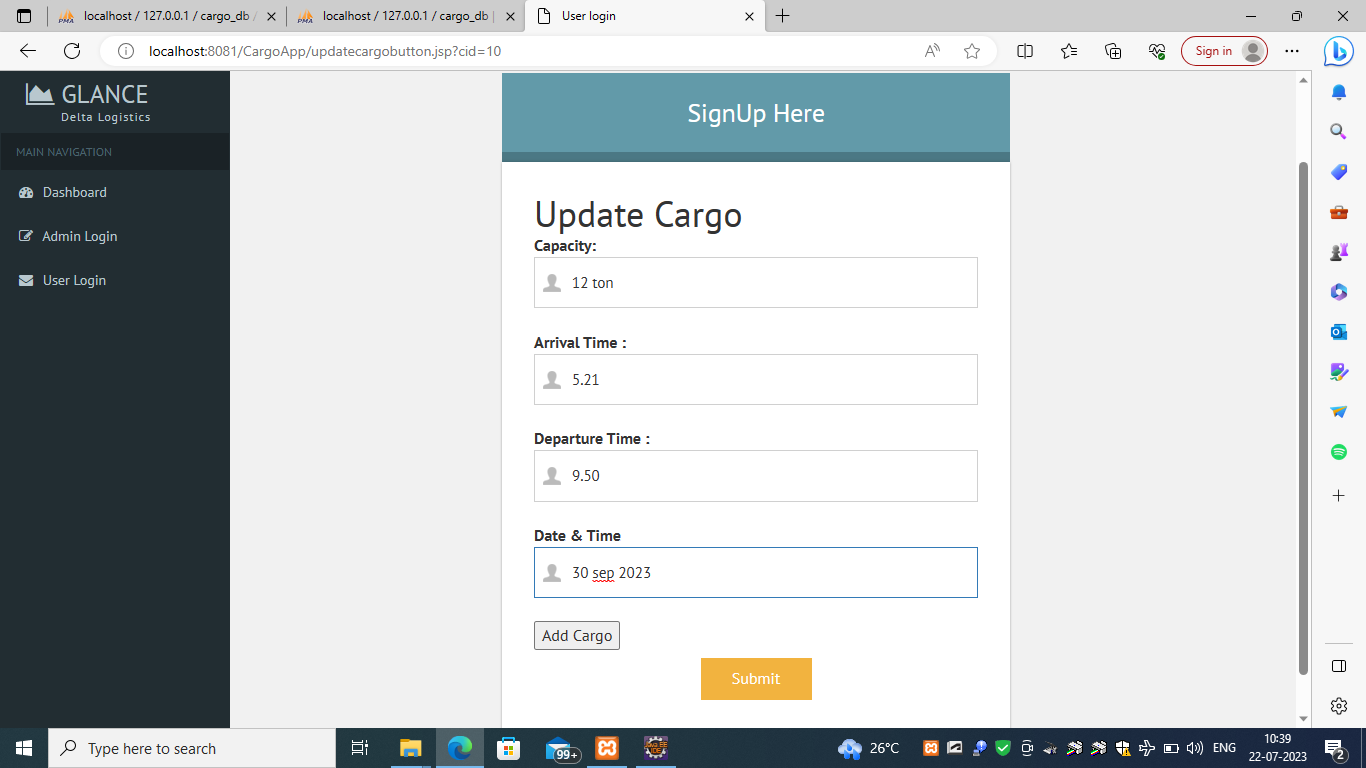 localhost / 127.0.0.1 / cargo_db /
localhost / 127.0.0.1 / cargo_db |
User login
localhost:8081/CargoApp/updatecargobutton.jsp?cid=10
Sign in
GLANCE
Delta Logistics
MAIN NAVIGATION
Dashboard
Admin Login
User Login
SignUp Here
Update Cargo
Capacity:
12 ton
Arrival Time :
5.21
Departure Time :
9.50
Date & Time
30 sep 2023
Add Cargo
Submit
Type here to search
99+
26°C
ENG
10:39
22-07-2023
2